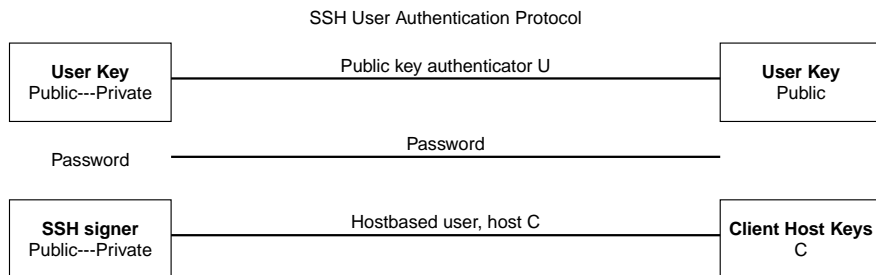 SSH User Authentication Protocol
User Key
Public---Private
Public key authenticator U
User Key
Public
Password
Password
SSH signer
Public---Private
Hostbased user, host C
Client Host Keys
C